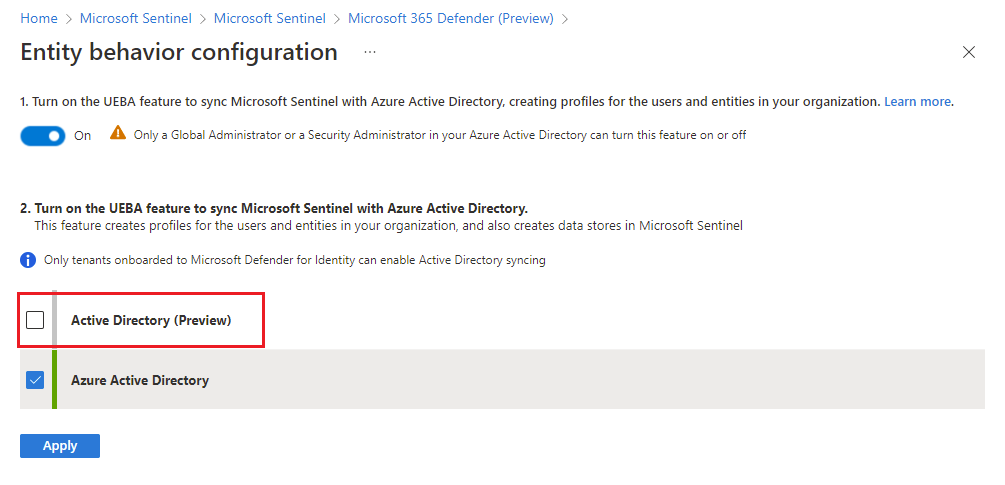 Home > Microsoft Sentinel > Microsoft Sentinel > Microsoft 365 Defender (Preview) >
Entity behavior configuration ...
1. Turn on the UEBA feature to sync Microsoft Sentinel with Azure Active Directory, creating profiles for the users and entities in your organization. Learn more.
On Only a Global Administrator or a Security Administrator in your Azure Active Directory can turn this feature on or off
2. Turn on the UEBA feature to sync Microsoft Sentinel with Azure Active Directory.
This feature creates profiles for the users and entities in your organization, and also creates data stores in Microsoft Sentinel
Only tenants onboarded to Microsoft Defender for Identity can enable Active Directory syncing
Active Directory (Preview)
Azure Active Directory
Apply